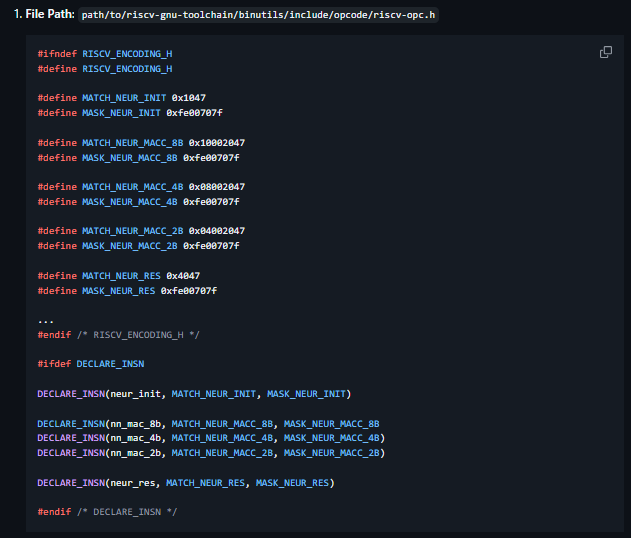 1. File Path: path/to/riscv-gnu-toolchain/binutils/include/opcode/riscv-opc.h
#ifndef RISCV_ENCODING_H
#define RISCV_ENCODING_H
#define MATCH_NEUR_INIT 0x1047
#define MASK_NEUR_INIT 0xfe00707f
#define MATCH_NEUR_MACC_8B 0x10002047
#define MASK_NEUR_MACC_8B 0xfe00707f
#define MATCH_NEUR_MACC_4B 0x08002047
#define MASK_NEUR_MACC_4B 0xfe00707f
#define MATCH_NEUR_MACC_2B 0x04002047
#define MASK_NEUR_MACC_2B 0xfe00707f
#define MATCH_NEUR_RES 0x4047
#define MASK_NEUR_RES 0xfe00707f
...
#endif /* RISCV_ENCODING_H */
#ifdef DECLARE_INSN
DECLARE_INSN(neur_init, MATCH_NEUR_INIT, MASK_NEUR_INIT)
DECLARE_INSN(nn_mac_8b, MATCH_NEUR_MACC_8B, MASK_NEUR_MACC_8B
DECLARE_INSN(nn_mac_4b, MATCH_NEUR_MACC_4B, MASK_NEUR_MACC_4B)
DECLARE_INSN(nn_mac_2b, MATCH_NEUR_MACC_2B, MASK_NEUR_MACC_2B)
DECLARE_INSN(neur_res, MATCH_NEUR_RES, MASK_NEUR_RES)
#endif /* DECLARE_INSN */